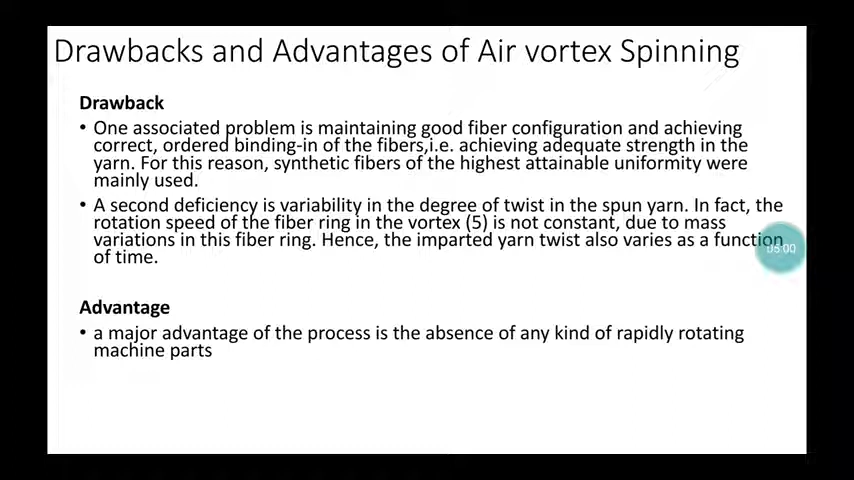 Drawbacks and Advantages of Air vortex Spinning
Drawback
• One associated problem is maintaining good fiber configuration and achieving
correct, ordered binding-in of the fibers,i.e. achieving adequate strength in the
yarn. For this reason, synthetic fibers of the highest attainable uniformity were
mainly used.
• A second deficiency is variability in the degree of twist in the spun yarn. In fact, the
rotation speed of the fiber ring in the vortex (5) is not constant, due to mass
variations in this fiber ring. Hence, the imparted yarn twist also varies as a function
of time.
05:00
Advantage
• a major advantage of the process is the absence of any kind of rapidly rotating
machine parts